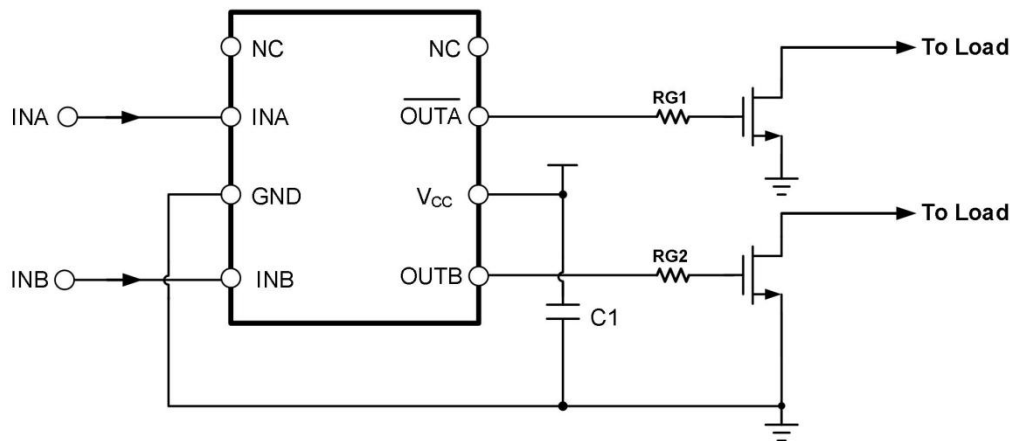 NC NC To Load
INA INA OUTA RG1
GND VCC To Load
INB INB OUTB RG2
C1